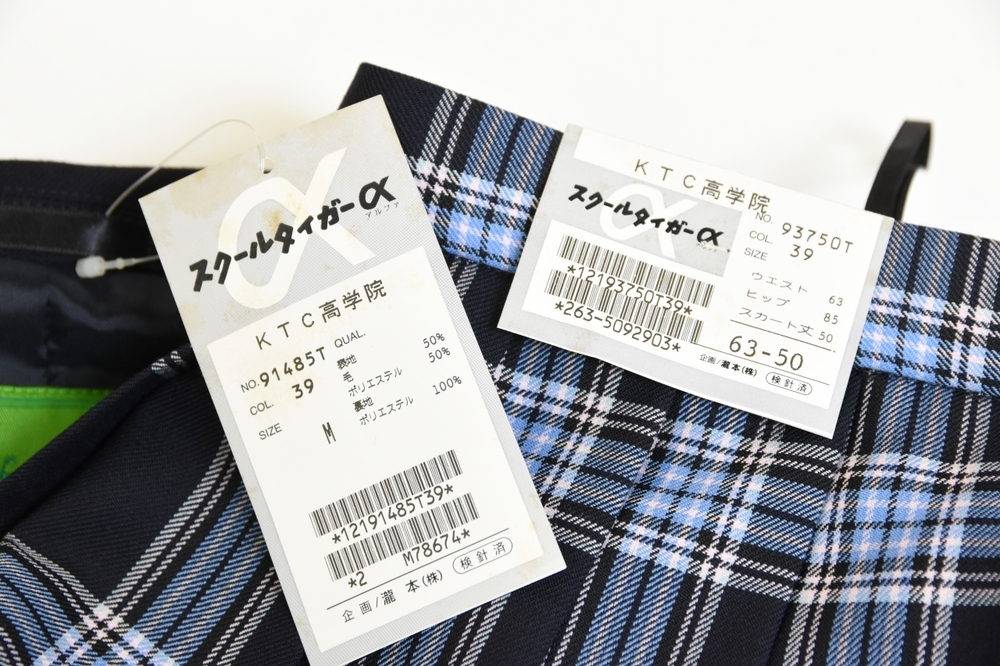 スクールタイガーα
アルファ
KTC高学院
NO. 91485T
COL. 39
SIZE M
QUAL.
表地
毛 50%
ポリエステル 50%
裏地
ポリエステル 100%
*12191485T39*
*2 M78674*
企画/瀧本(株) 検針済
KTC高学院
スクールタイガーα
アルファ
NO. 93750T
COL. 39
SIZE
ウエスト 63
ヒップ 85
スカート丈 50
63-50
*12193750T39*
*263-5092903*
企画/瀧本(株) 検針済